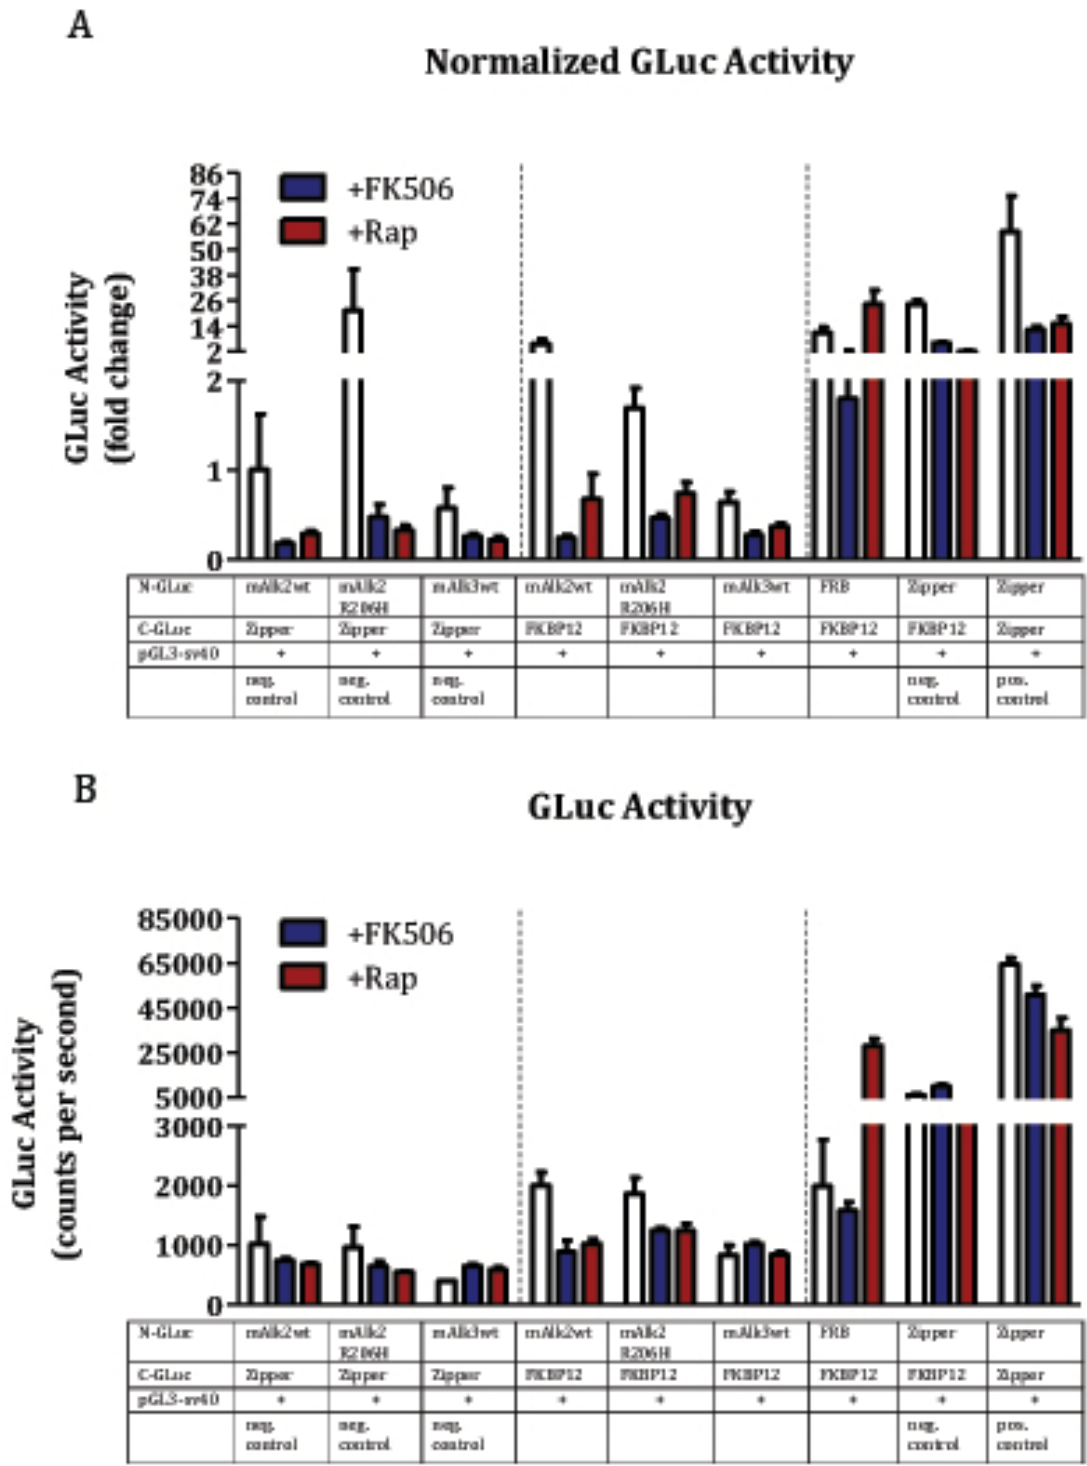 A
Normalized GLuc Activity
+FK506
+Rap
GLuc Activity
(fold change)
86
74
62
50
38
26
14
2
2
1
0
N-GLuc mAlk2wt mAlk2 R206H mAlk3wt mAlk2wt mAlk2 R206H mAlk3wt FRB Zipper Zipper
C-GLuc Zipper Zipper Zipper FKBP12 FKBP12 FKBP12 FKBP12 FKBP12 Zipper
pGL3-sv40 + + + + + + + + +
neg. control neg. control neg. control neg. control pos. control
B
GLuc Activity
+FK506
+Rap
GLuc Activity
(counts per second)
85000
65000
45000
25000
5000
3000
2000
1000
0
N-GLuc mAlk2wt mAlk2 R206H mAlk3wt mAlk2wt mAlk2 R206H mAlk3wt FRB Zipper Zipper
C-GLuc Zipper Zipper Zipper FKBP12 FKBP12 FKBP12 FKBP12 FKBP12 Zipper
pGL3-sv40 + + + + + + + + +
neg. control neg. control neg. control neg. control pos. control